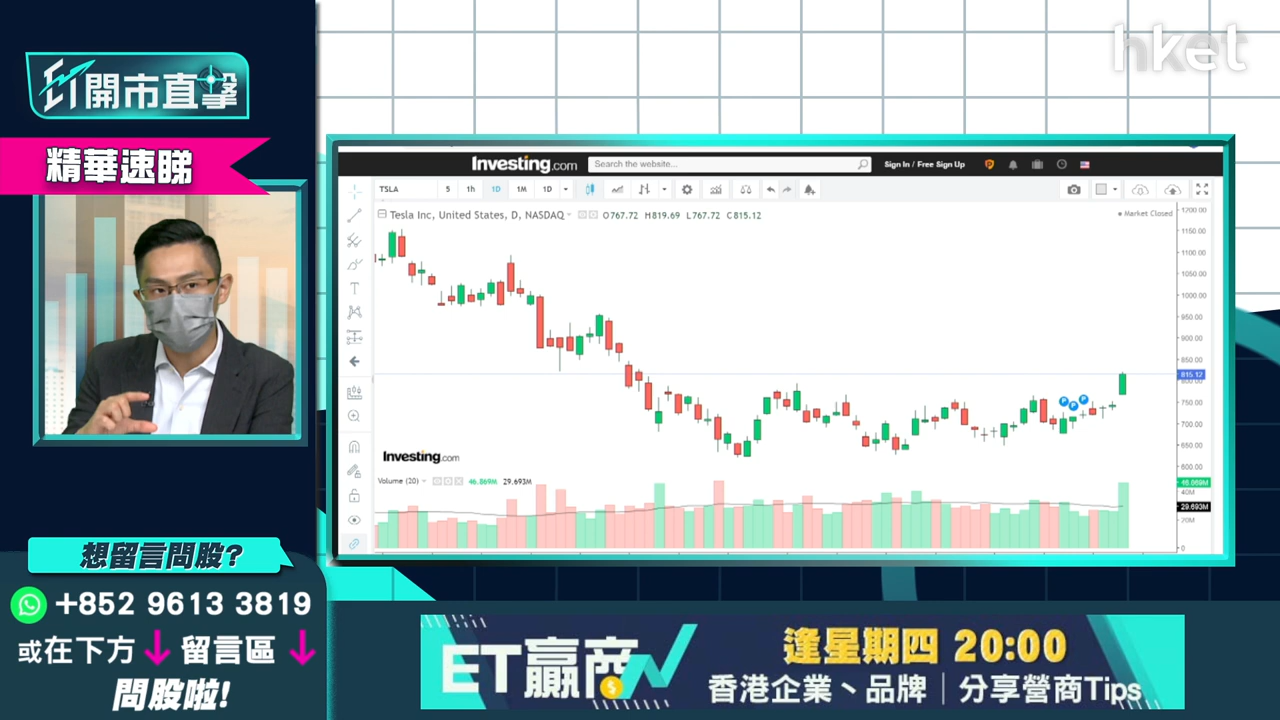 hket
ET開市直擊
精華速睇
Investing.com
Search the website...
Sign In / Free Sign Up
TSLA
5
1h
1D
1M
1D
Tesla Inc, United States, D, NASDAQ
O767.72 H819.69 L767.72 C815.12
Market Closed
1200.00
1150.00
1100.00
1050.00
1000.00
950.00
900.00
850.00
815.12
800.00
750.00
700.00
650.00
600.00
P
P
P
Investing.com
Volume (20)
46.869M
29.693M
46.869M
40M
29.693M
20M
0
想留言問股?
+852 9613 3819
或在下方
留言區
問股啦!
ET贏商
逢星期四 20:00
香港企業、品牌｜分享營商Tips